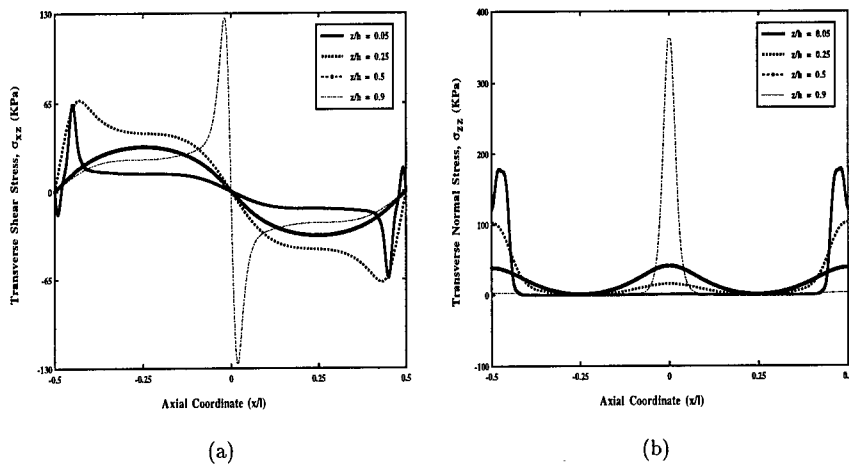 130
65
0
-65
-130
Transverse Shear Stress, σxz (KPa)
z/h = 0.05
z/h = 0.25
z/h = 0.5
z/h = 0.9
-0.5
-0.25
0
0.25
0.5
Axial Coordinate (x/l)
(a)
400
300
200
100
0
-100
Transverse Normal Stress, σzz (KPa)
z/h = 0.05
z/h = 0.25
z/h = 0.5
z/h = 0.9
-0.5
-0.25
0
0.25
Axial Coordinate (x/l)
(b)